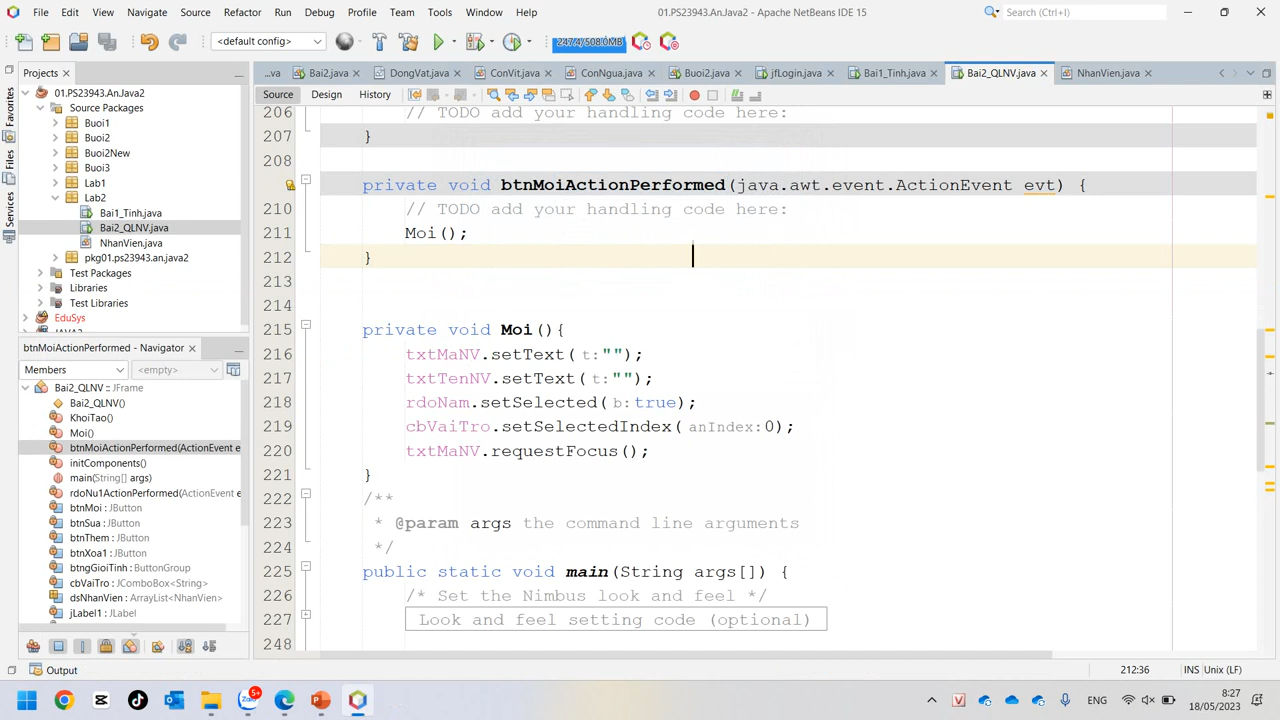 File Edit View Navigate Source Refactor Run Debug Profile Team Tools Window Help 01.PS23943.An.Java2 - Apache NetBeans IDE 15 Search (Ctrl+I)
<default config> 247.4/508.0MB
Projects ...va Bai2.java DongVat.java ConVit.java ConNgua.java Buoi2.java jfLogin.java Bai1_Tinh.java Bai2_QLNV.java NhanVien.java
Favorites
Files
Services
01.PS23943.An.Java2
Source Packages
Buoi1
Buoi2
Buoi2New
Buoi3
Lab1
Lab2
Bai1_Tinh.java
Bai2_QLNV.java
NhanVien.java
pkg01.ps23943.an.java2
Test Packages
Libraries
Test Libraries
EduSys
JAVA2
btnMoiActionPerformed - Navigator
Members <empty>
Bai2_QLNV :: JFrame
Bai2_QLNV()
KhoiTao()
Moi()
btnMoiActionPerformed(ActionEvent e
initComponents()
main(String[] args)
rdoNu1ActionPerformed(ActionEvent e
btnMoi : JButton
btnSua : JButton
btnThem : JButton
btnXoa1 : JButton
btngGioiTinh : ButtonGroup
cbVaiTro : JComboBox<String>
dsNhanVien : ArrayList<NhanVien>
jLabel1 : JLabel
Source Design History
206 // TODO add your handling code here:
207 }
208
private void btnMoiActionPerformed(java.awt.event.ActionEvent evt) {
210 // TODO add your handling code here:
211 Moi();
212 }
213
214
215 private void Moi(){
216 txtMaNV.setText( t:"");
217 txtTenNV.setText( t:"");
218 rdoNam.setSelected( b:true);
219 cbVaiTro.setSelectedIndex( anIndex:0);
220 txtMaNV.requestFocus();
221 }
222 /**
223 * @param args the command line arguments
224 */
225 public static void main(String args[]) {
226 /* Set the Nimbus look and feel */
227 Look and feel setting code (optional)
248
Output 212:36 INS Unix (LF)
5+ ENG 8:27
18/05/2023